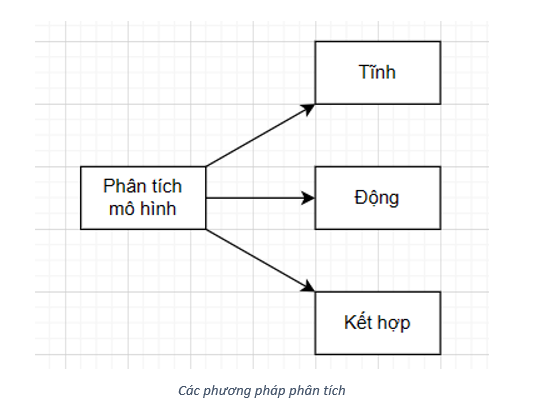 Tĩnh
Phân tích
mô hình
Động
Kết hợp
Các phương pháp phân tích